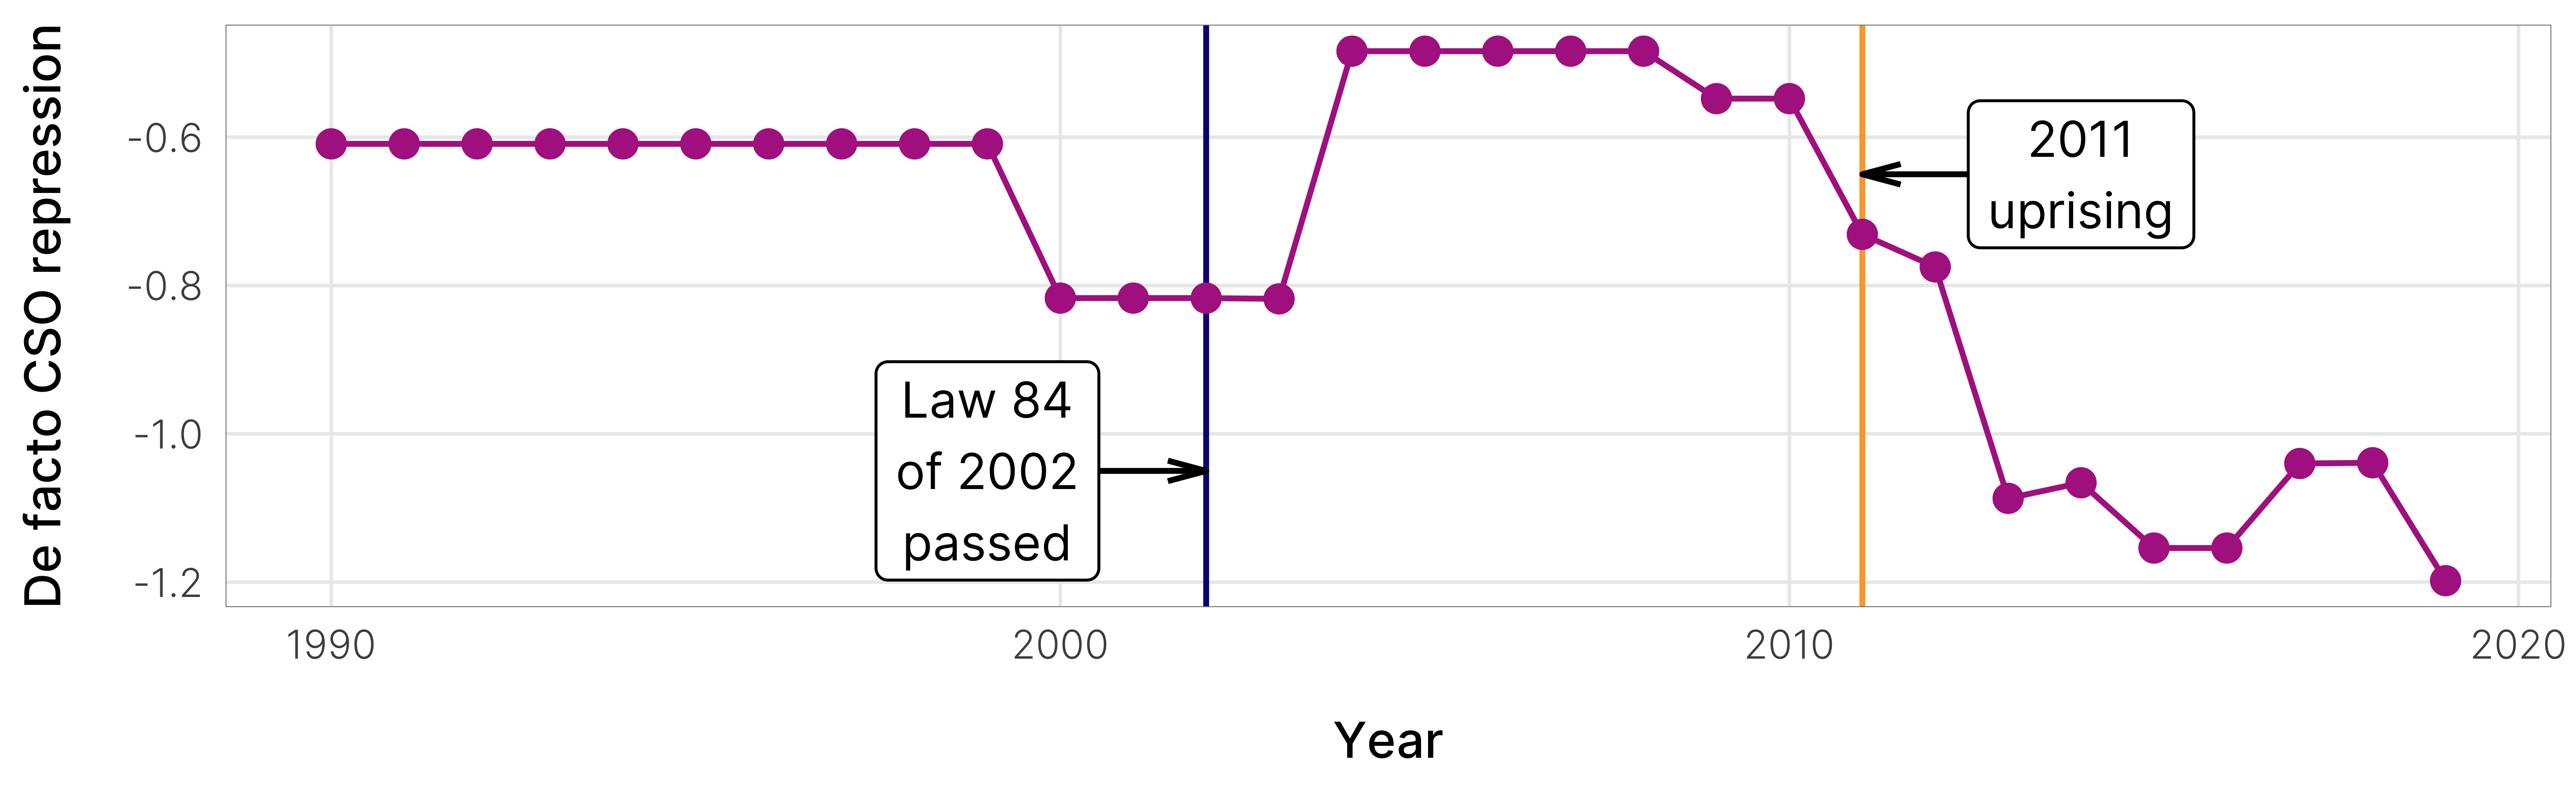 De facto CSO repression
-0.6
-0.8
-1.0
-1.2
Law 84
of 2002
passed
2011
uprising
1990
2000
2010
2020
Year